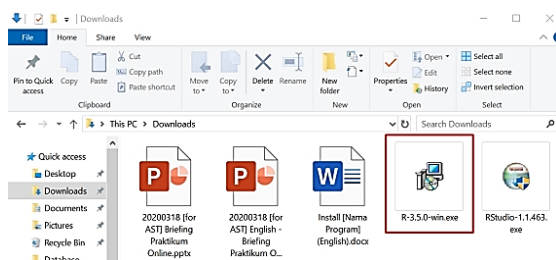 Downloads
File Home Share View
Pin to Quick access
Copy
Paste
Cut
Copy path
Paste shortcut
Clipboard
Move to
Copy to
Delete
Rename
Organize
New folder
New
Properties
Open
Edit
History
Open
Select all
Select none
Invert selection
Select
This PC > Downloads
Search Downloads
Quick access
Desktop
Downloads
Documents
Pictures
Recycle Bin
Database
20200318 [for
AST] Briefing
Praktikum
Online.pptx
20200318 [for
AST] English -
Briefing
Praktikum O...
Install [Nama
Program]
(English).docx
R-3.5.0-win.exe
RStudio-1.1.463.
exe